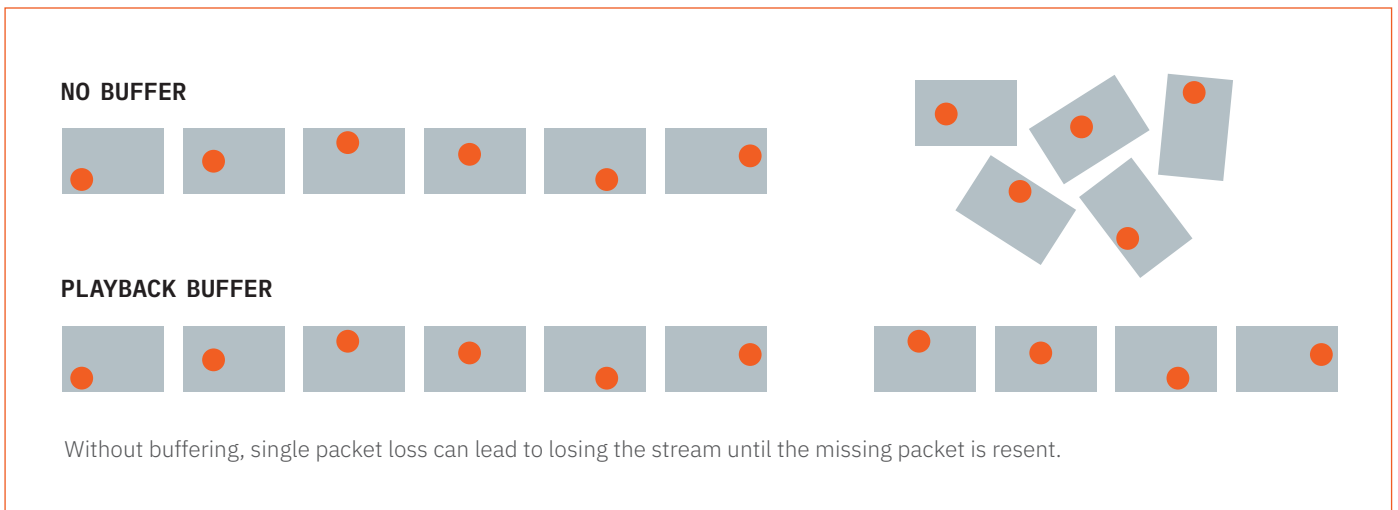 NO BUFFER
PLAYBACK BUFFER
Without buffering, single packet loss can lead to losing the stream until the missing packet is resent.